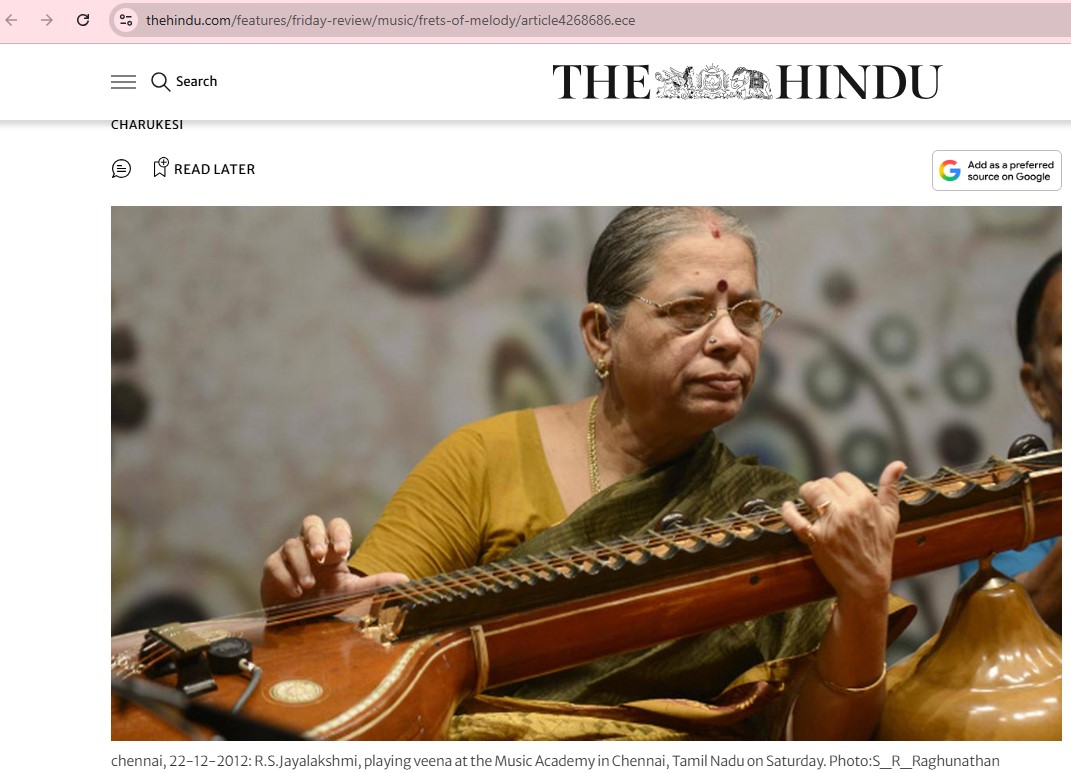 thehindu.com/features/friday-review/music/frets-of-melody/article4268686.ece
Search
THE HINDU
CHARUKESI
READ LATER
Add as a preferred
source on Google
chennai, 22-12-2012: R.S.Jayalakshmi, playing veena at the Music Academy in Chennai, Tamil Nadu on Saturday. Photo:S_R_Raghunathan